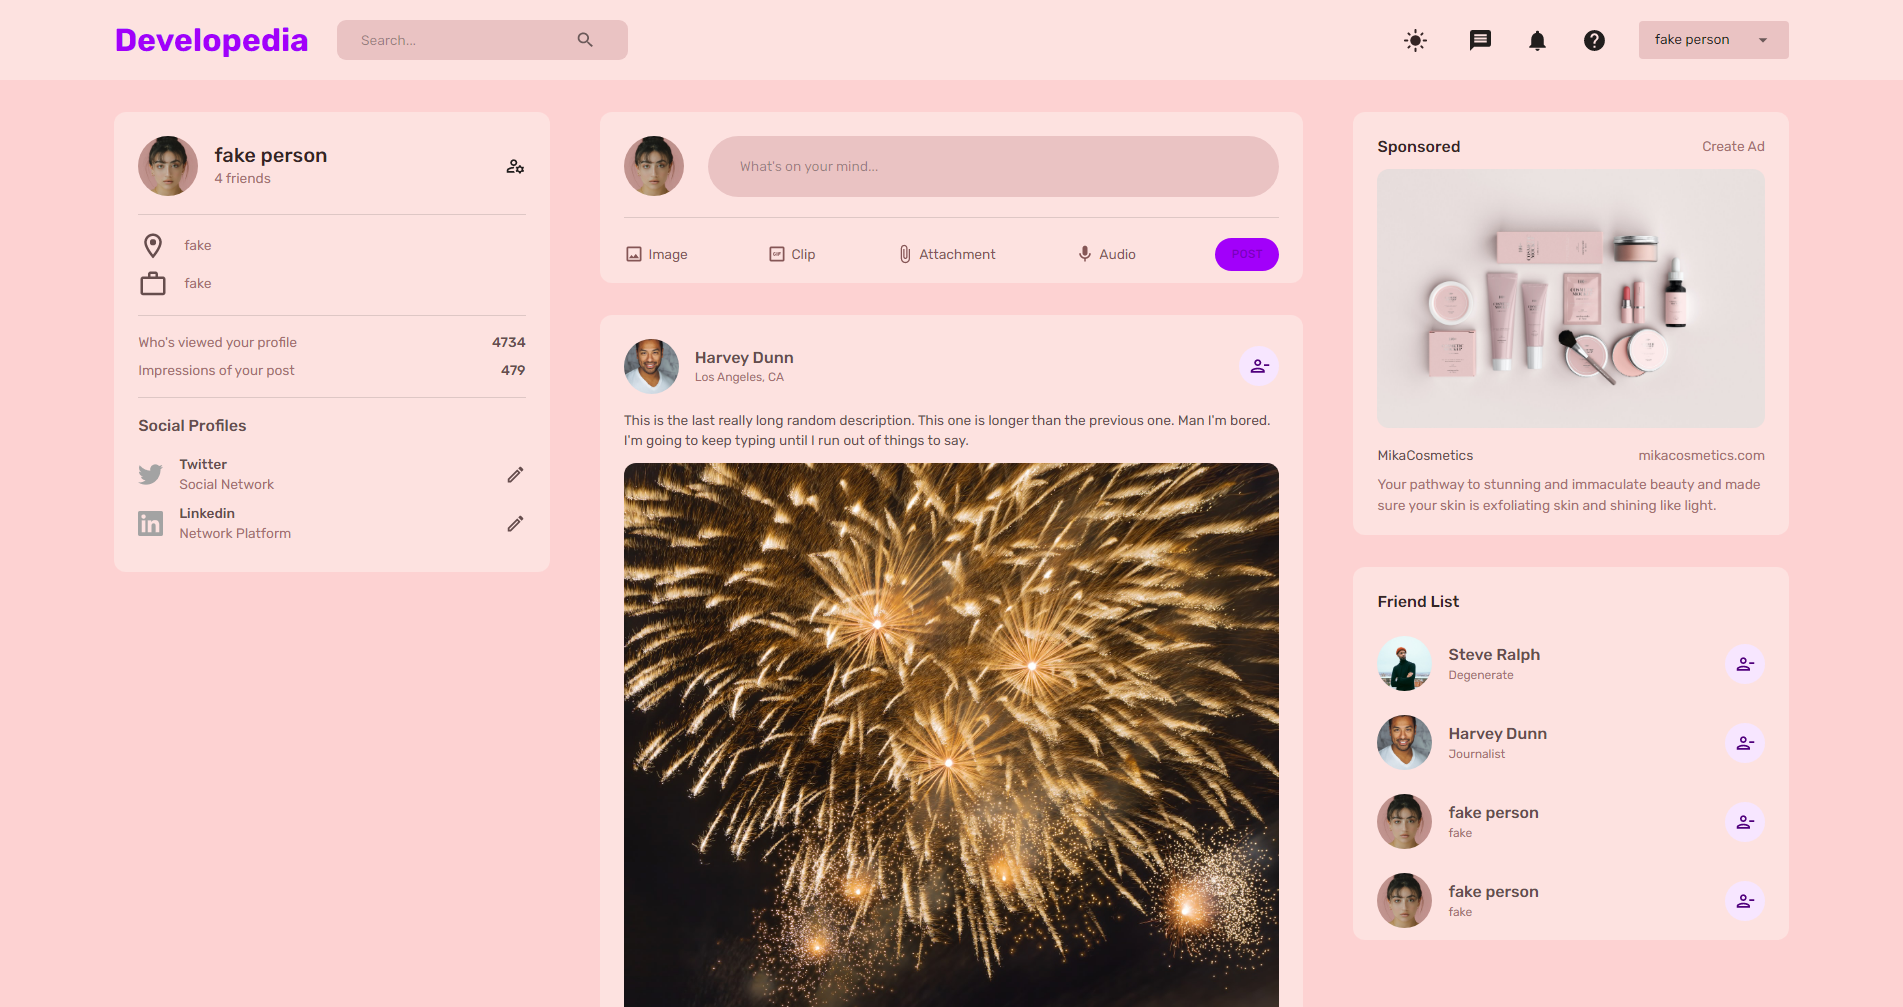 Developedia
Search...
fake person
fake person
4 friends
fake
fake
Who's viewed your profile 4734
Impressions of your post 479
Social Profiles
Twitter
Social Network
Linkedin
Network Platform
What's on your mind...
Image Clip Attachment Audio POST
Harvey Dunn
Los Angeles, CA
This is the last really long random description. This one is longer than the previous one. Man I'm bored.
I'm going to keep typing until I run out of things to say.
Sponsored Create Ad
MikaCosmetics mikacosmetics.com
Your pathway to stunning and immaculate beauty and made
sure your skin is exfoliating skin and shining like light.
Friend List
Steve Ralph
Degenerate
Harvey Dunn
Journalist
fake person
fake
fake person
fake